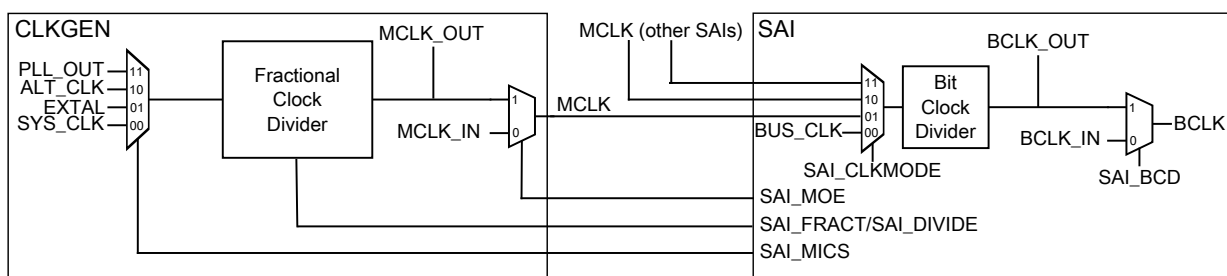 CLKGEN
PLL_OUT
ALT_CLK
EXTAL
SYS_CLK
11
10
01
00
Fractional
Clock
Divider
MCLK_OUT
MCLK_IN
1
0
MCLK
MCLK (other SAIs)
SAI
BUS_CLK
11
10
01
00
SAI_CLKMODE
Bit
Clock
Divider
BCLK_OUT
BCLK_IN
1
0
BCLK
SAI_BCD
SAI_MOE
SAI_FRACT/SAI_DIVIDE
SAI_MICS